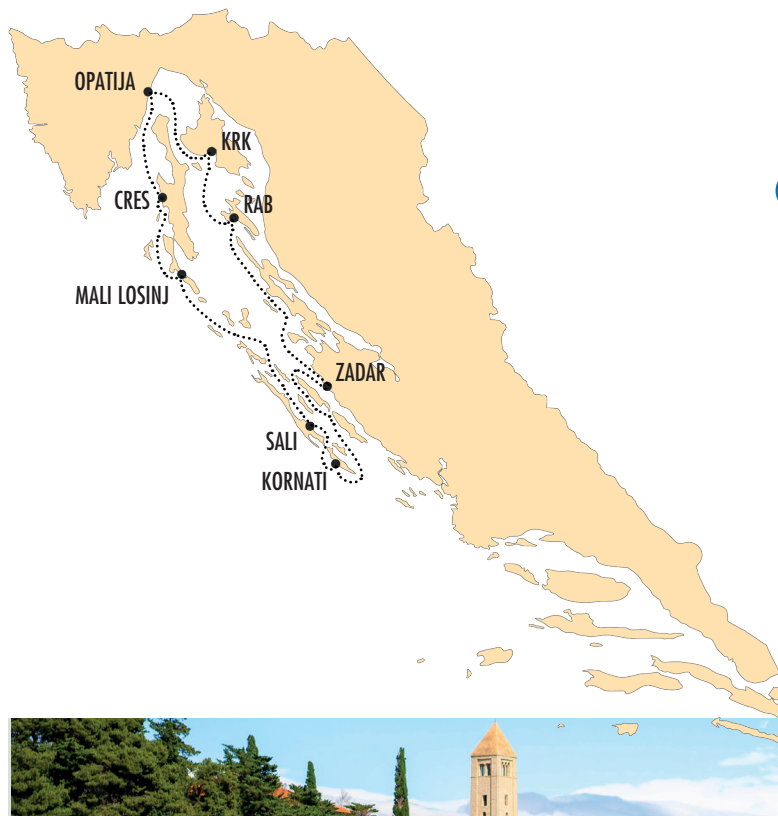 OPATIJA
KRK
CRES
RAB
MALI LOSINJ
ZADAR
SALI
KORNATI